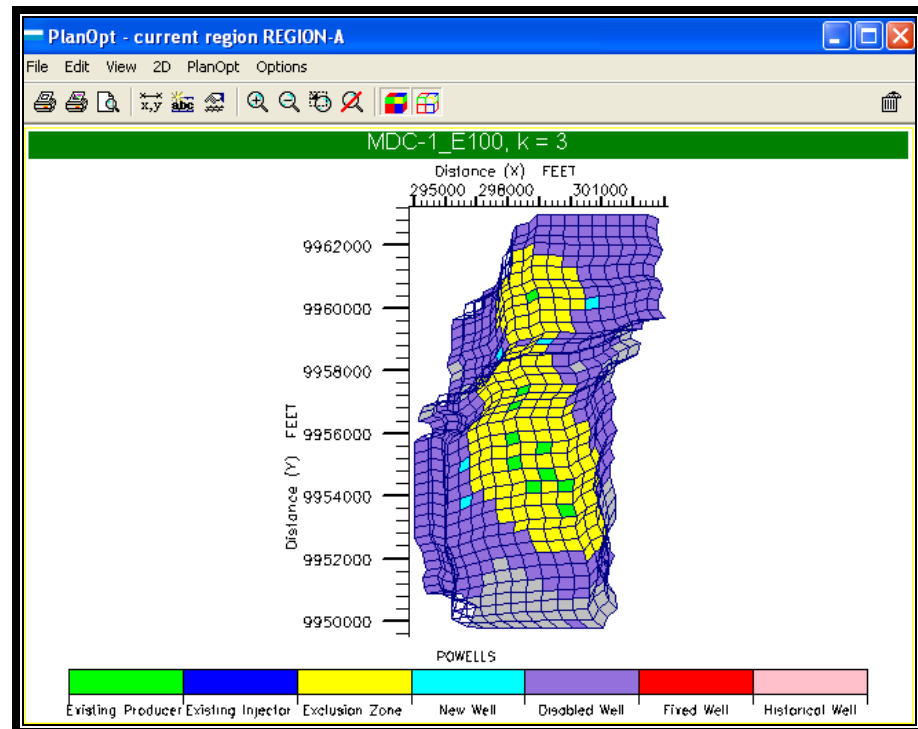 PlanOpt - current region REGION-A
File Edit View 2D PlanOpt Options
x,y abc
MDC-1_E100, k = 3
Distance (X) FEET
295000 298000 301000
9962000
9960000
9958000
9956000
9954000
9952000
9950000
Distance (Y) FEET
POWELLS
Existing Producer Existing Injector Exclusion Zone New Well Disabled Well Fixed Well Historical Well